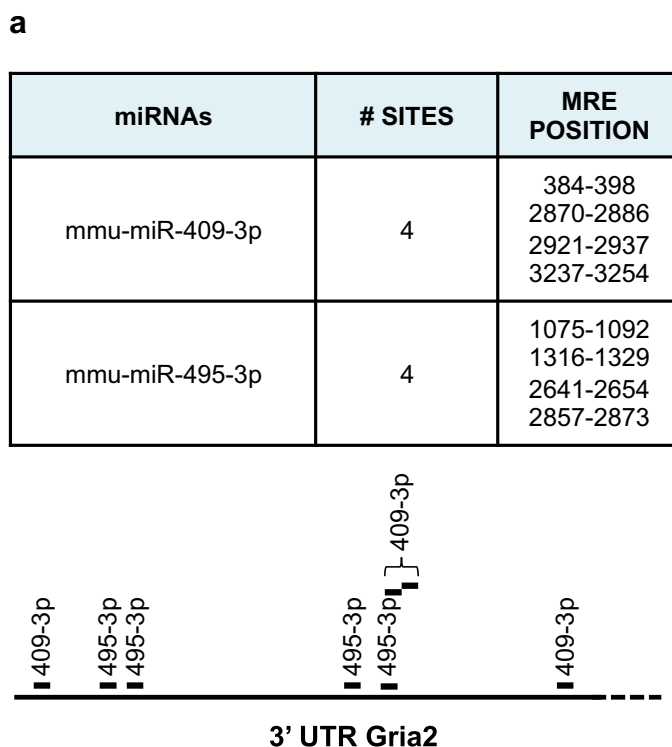 a
miRNAs
# SITES
MRE
POSITION
mmu-miR-409-3p
4
384-398
2870-2886
2921-2937
3237-3254
mmu-miR-495-3p
4
1075-1092
1316-1329
2641-2654
2857-2873
409-3p
409-3p
495-3p
495-3p
495-3p
495-3p
409-3p
3’ UTR Gria2